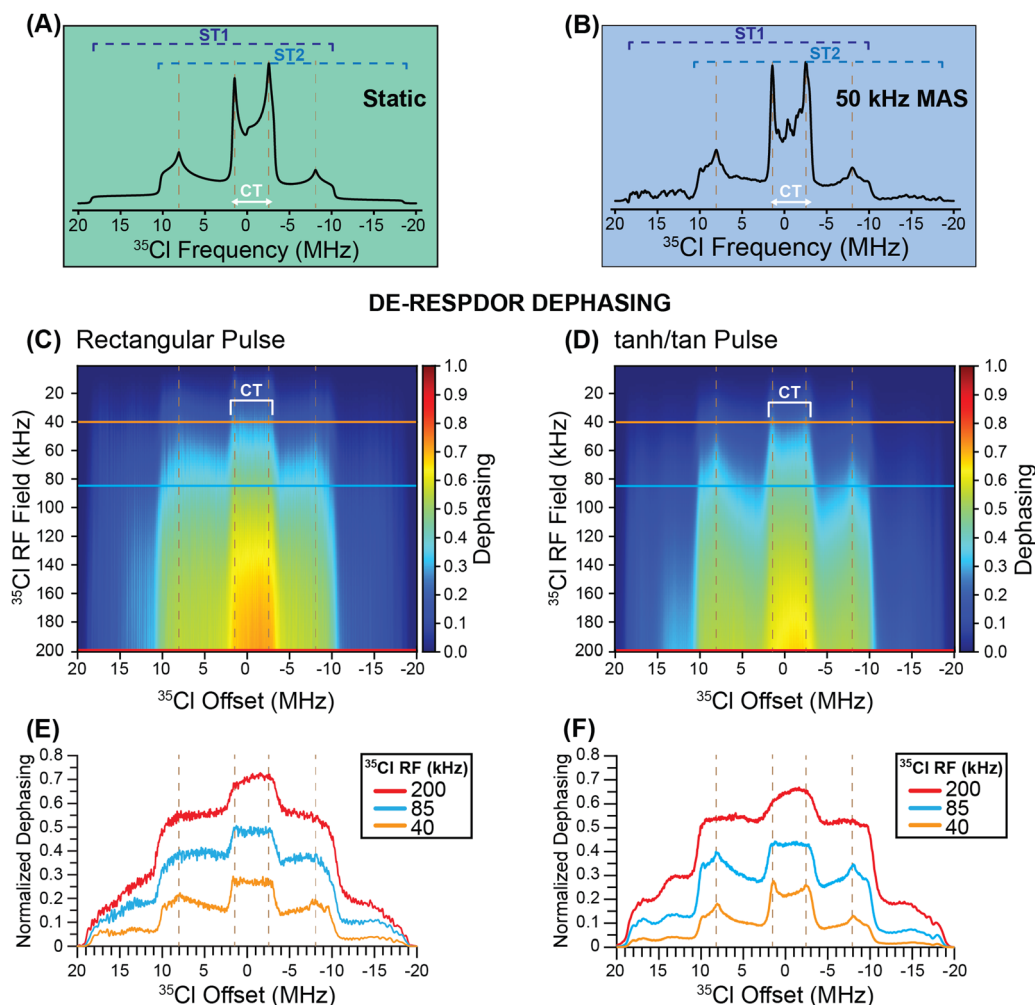 (A)
ST1
ST2
Static
CT
20 15 10 5 0 -5 -10 -15 -20
³⁵Cl Frequency (MHz)
(B)
ST1
ST2
50 kHz MAS
CT
20 15 10 5 0 -5 -10 -15 -20
³⁵Cl Frequency (MHz)
DE-RESPDOR DEPHASING
(C) Rectangular Pulse
CT
³⁵Cl RF Field (kHz)
20
40
60
80
100
120
140
160
180
200
20 15 10 5 0 -5 -10 -15 -20
³⁵Cl Offset (MHz)
1.0
0.9
0.8
0.7
0.6
0.5
0.4
0.3
0.2
0.1
0.0
Dephasing
(D) tanh/tan Pulse
CT
³⁵Cl RF Field (kHz)
20
40
60
80
100
120
140
160
180
200
20 15 10 5 0 -5 -10 -15 -20
³⁵Cl Offset (MHz)
1.0
0.9
0.8
0.7
0.6
0.5
0.4
0.3
0.2
0.1
0.0
Dephasing
(E)
Normalized Dephasing
0.8
0.7
0.6
0.5
0.4
0.3
0.2
0.1
0
³⁵Cl RF (kHz)
200
85
40
20 15 10 5 0 -5 -10 -15 -20
³⁵Cl Offset (MHz)
(F)
Normalized Dephasing
0.8
0.7
0.6
0.5
0.4
0.3
0.2
0.1
0
³⁵Cl RF (kHz)
200
85
40
20 15 10 5 0 -5 -10 -15 -20
³⁵Cl Offset (MHz)